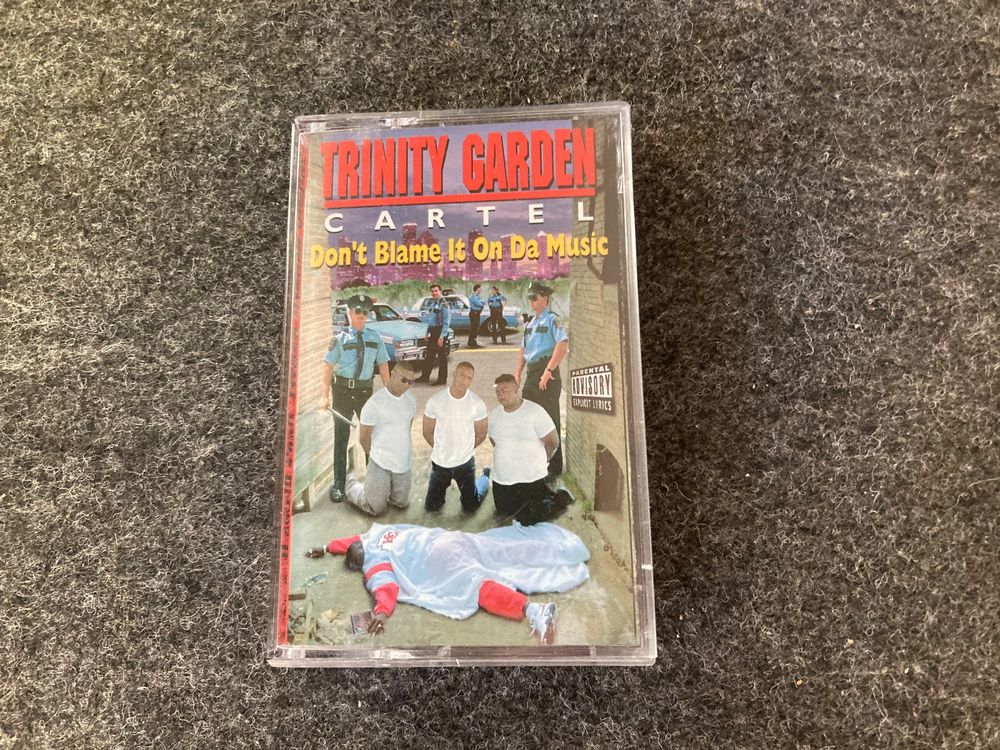 TRINITY GARDEN
CARTEL
Don't Blame It On Da Music
PARENTAL
ADVISORY
EXPLICIT LYRICS